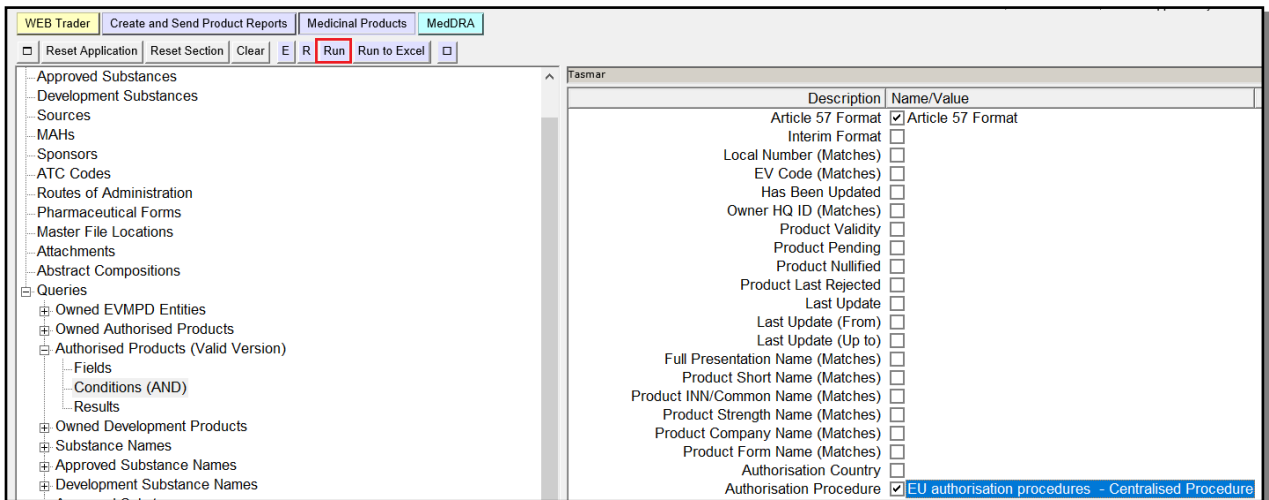 WEB Trader Create and Send Product Reports Medicinal Products MedDRA
Reset Application Reset Section Clear E R Run Run to Excel
Approved Substances
Development Substances
Sources
MAHs
Sponsors
ATC Codes
Routes of Administration
Pharmaceutical Forms
Master File Locations
Attachments
Abstract Compositions
Queries
Owned EVMPD Entities
Owned Authorised Products
Authorised Products (Valid Version)
Fields
Conditions (AND)
Results
Owned Development Products
Substance Names
Approved Substance Names
Development Substance Names
Tasmar
Description Name/Value
Article 57 Format Article 57 Format
Interim Format
Local Number (Matches)
EV Code (Matches)
Has Been Updated
Owner HQ ID (Matches)
Product Validity
Product Pending
Product Nullified
Product Last Rejected
Last Update
Last Update (From)
Last Update (Up to)
Full Presentation Name (Matches)
Product Short Name (Matches)
Product INN/Common Name (Matches)
Product Strength Name (Matches)
Product Company Name (Matches)
Product Form Name (Matches)
Authorisation Country
Authorisation Procedure EU authorisation procedures - Centralised Procedure